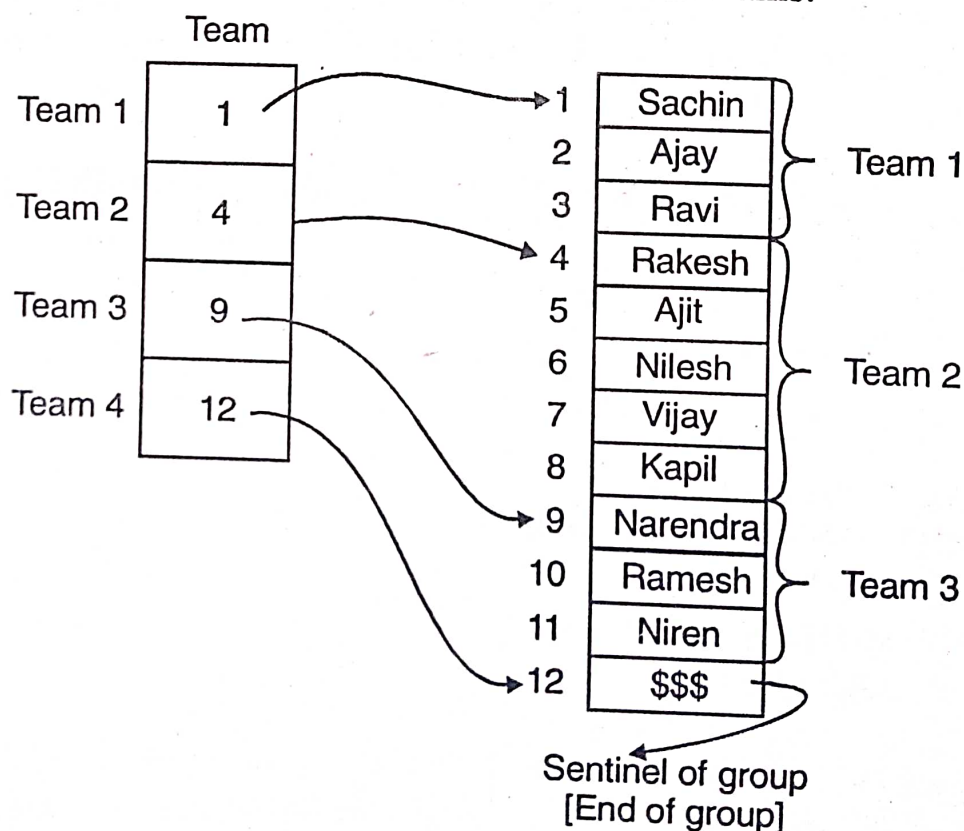 Team
Team 1 1
Team 2 4
Team 3 9
Team 4 12
1 Sachin
2 Ajay
3 Ravi
Team 1
4 Rakesh
5 Ajit
6 Nilesh
7 Vijay
8 Kapil
Team 2
9 Narendra
10 Ramesh
11 Niren
Team 3
12 $$$
Sentinel of group
[End of group]